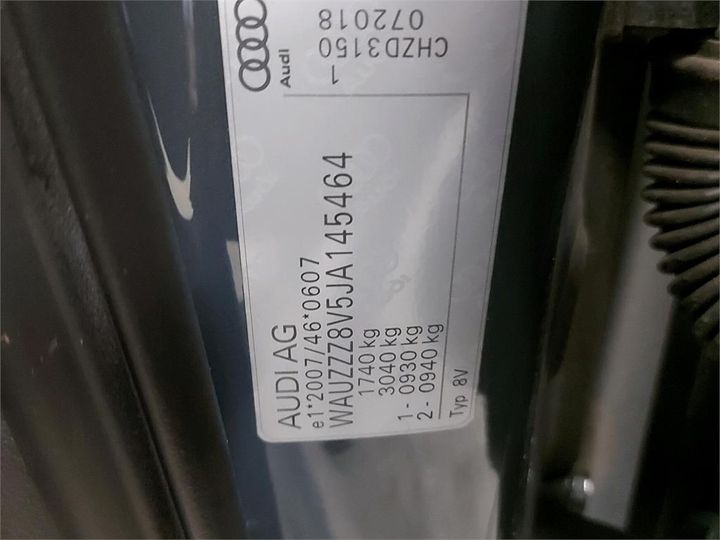 AUDI AG
e1*2007/46*0607
WAUZZZ8V5JA145464
1740 kg
3040 kg
1- 0930 kg
2- 0940 kg
Typ 8V
Audi
1
CHZD3150
072018